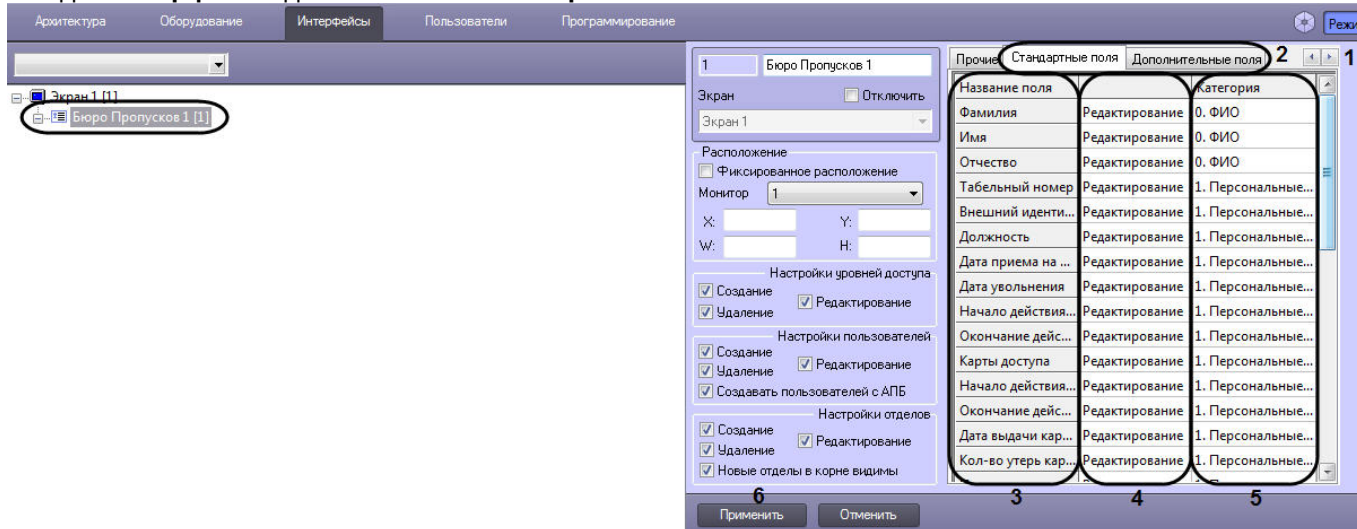 Архитектура Оборудование Интерфейсы Пользователи Программирование
Экран 1 [1]
Бюро Пропусков 1 [1]
1 Бюро Пропусков 1
Экран Отключить
Экран 1
Расположение
Фиксированное расположение
Монитор 1
X: Y:
W: H:
Настройки уровней доступа
Создание
Редактирование
Удаление
Настройки пользователей
Создание
Редактирование
Удаление
Создавать пользователей с АПБ
Настройки отделов
Создание
Редактирование
Удаление
Новые отделы в корне видимы
6
Применить Отменить
Прочие Стандартные поля Дополнительные поля 2 1
Название поля Категория
Фамилия Редактирование 0. ФИО
Имя Редактирование 0. ФИО
Отчество Редактирование 0. ФИО
Табельный номер Редактирование 1. Персональные...
Внешний иденти... Редактирование 1. Персональные...
Должность Редактирование 1. Персональные...
Дата приема на ... Редактирование 1. Персональные...
Дата увольнения Редактирование 1. Персональные...
Начало действия... Редактирование 1. Персональные...
Окончание дейс... Редактирование 1. Персональные...
Карты доступа Редактирование 1. Персональные...
Начало действия... Редактирование 1. Персональные...
Окончание дейс... Редактирование 1. Персональные...
Дата выдачи кар... Редактирование 1. Персональные...
Кол-во утерь кар... Редактирование 1. Персональные...
3 4 5